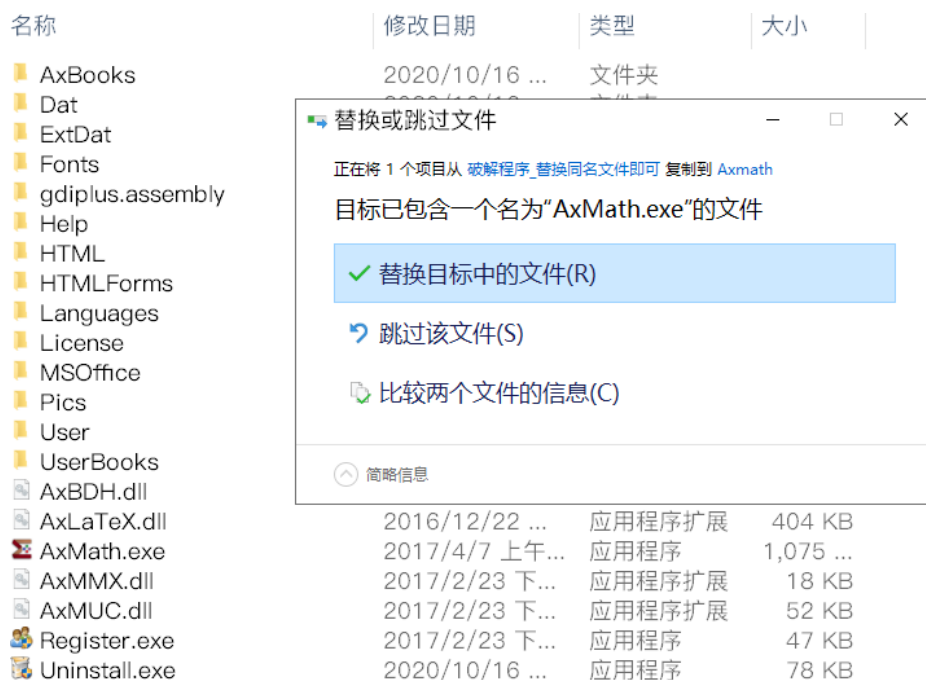 名称 修改日期 类型 大小
AxBooks 2020/10/16 ... 文件夹
Dat
替换或跳过文件
ExtDat
Fonts
正在将 1 个项目从 破解程序_替换同名文件即可 复制到 Axmath
gdiplus.assembly
目标已包含一个名为“AxMath.exe”的文件
Help
HTML
替换目标中的文件(R)
HTMLForms
Languages
跳过该文件(S)
License
MSOffice
比较两个文件的信息(C)
Pics
User
UserBooks
简略信息
AxBDH.dll
AxLaTeX.dll 2016/12/22 ... 应用程序扩展 404 KB
AxMath.exe 2017/4/7 上午... 应用程序 1,075 ...
AxMMX.dll 2017/2/23 下... 应用程序扩展 18 KB
AxMUC.dll 2017/2/23 下... 应用程序扩展 52 KB
Register.exe 2017/2/23 下... 应用程序 47 KB
Uninstall.exe 2020/10/16 ... 应用程序 78 KB